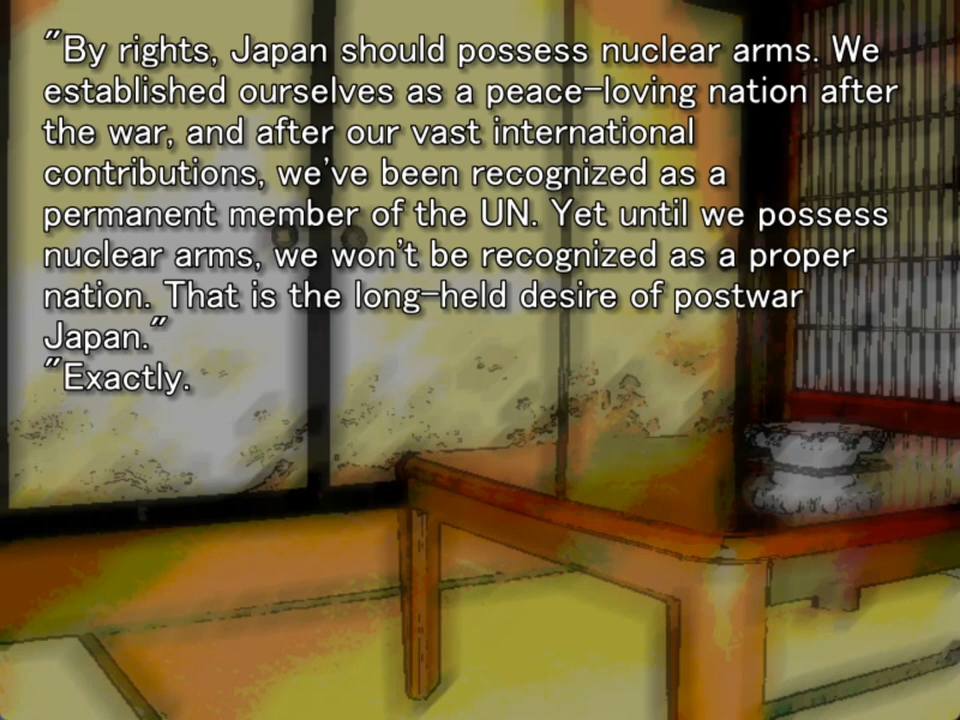 "By rights, Japan should possess nuclear arms. We
established ourselves as a peace-loving nation after
the war, and after our vast international
contributions, we've been recognized as a
permanent member of the UN. Yet until we possess
nuclear arms, we won't be recognized as a proper
nation. That is the long-held desire of postwar
Japan."
"Exactly.